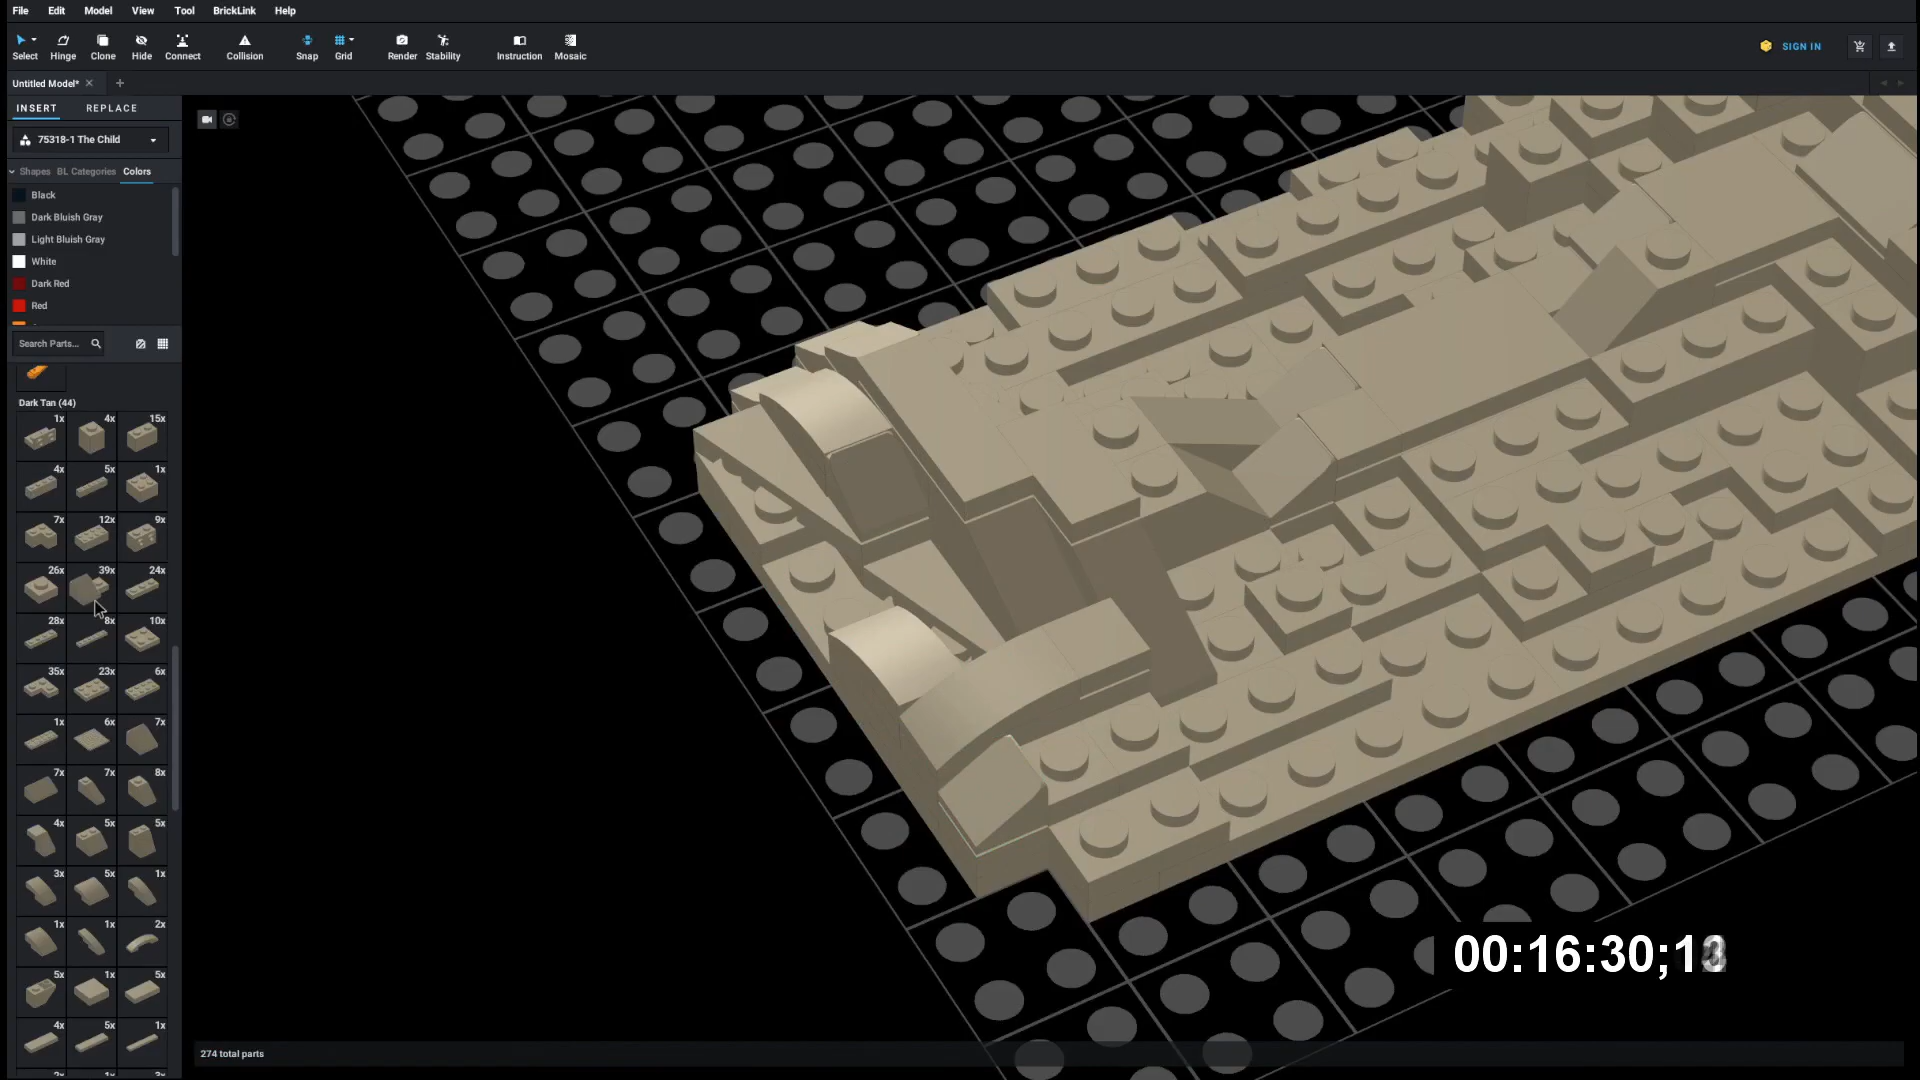 File Edit Model View Tool BrickLink Help
Select Hinge Clone Hide Connect Collision Snap Grid Render Stability Instruction Mosaic
SIGN IN
Untitled Model*
INSERT REPLACE
75318-1 The Child
Shapes BL Categories Colors
Black
Dark Bluish Gray
Light Bluish Gray
White
Dark Red
Red
Search Parts...
Dark Tan (44)
1x 4x 15x
4x 5x 1x
7x 12x 9x
26x 39x 24x
28x 8x 10x
35x 23x 6x
1x 6x 7x
7x 7x 8x
4x 5x 5x
3x 5x 1x
1x 1x 2x
5x 1x 5x
4x 5x 1x
00:16:30;1
274 total parts